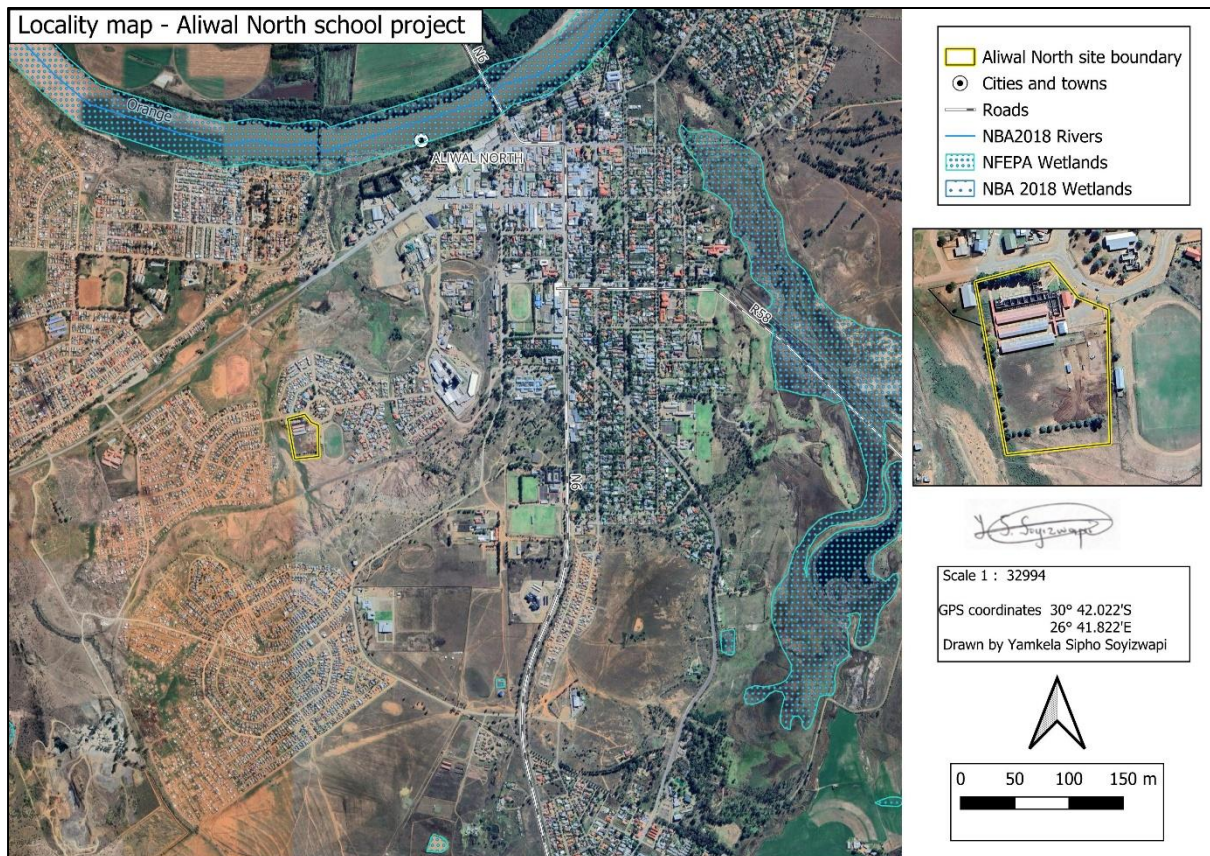 Locality map - Aliwal North school project
N6
Orange
ALIWAL NORTH
R58
N6
Aliwal North site boundary
Cities and towns
Roads
NBA2018 Rivers
NFEPA Wetlands
NBA 2018 Wetlands
Y S. Soyizwapi
Scale 1 : 32994
GPS coordinates 30° 42.022'S
26° 41.822'E
Drawn by Yamkela Sipho Soyizwapi
0 50 100 150 m